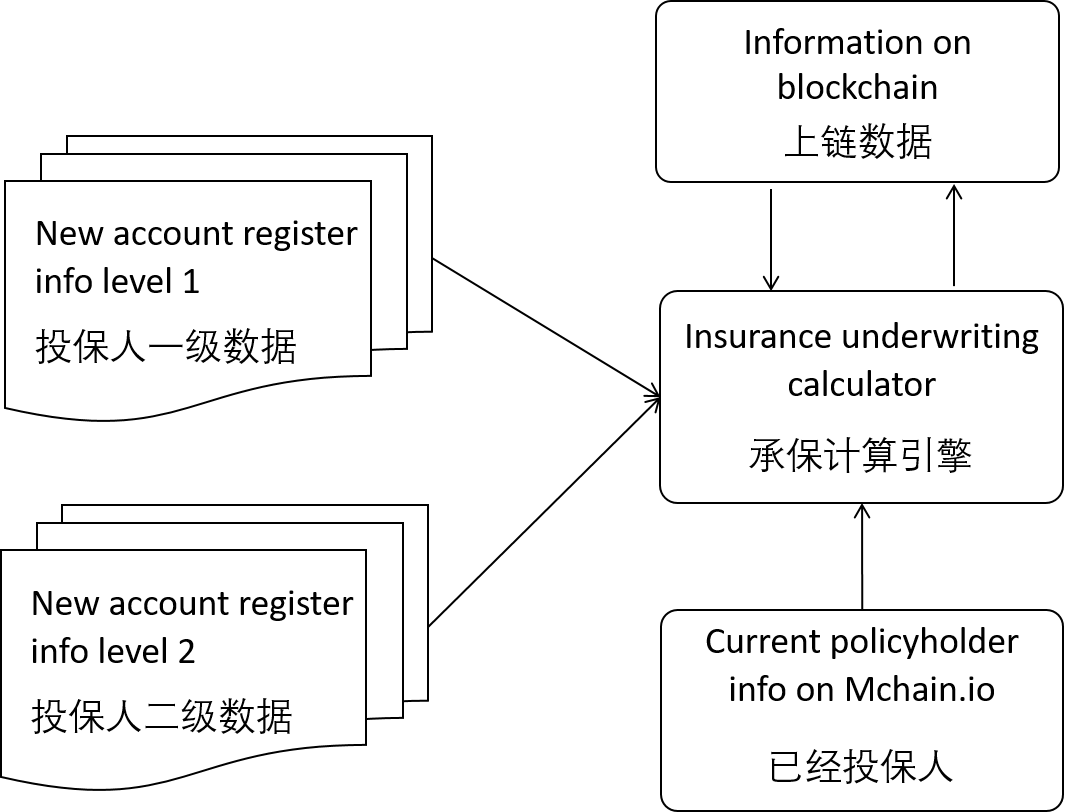 Information on
blockchain
上链数据
New account register
info level 1
投保人一级数据
Insurance underwriting
calculator
承保计算引擎
New account register
info level 2
投保人二级数据
Current policyholder
info on Mchain.io
已经投保人